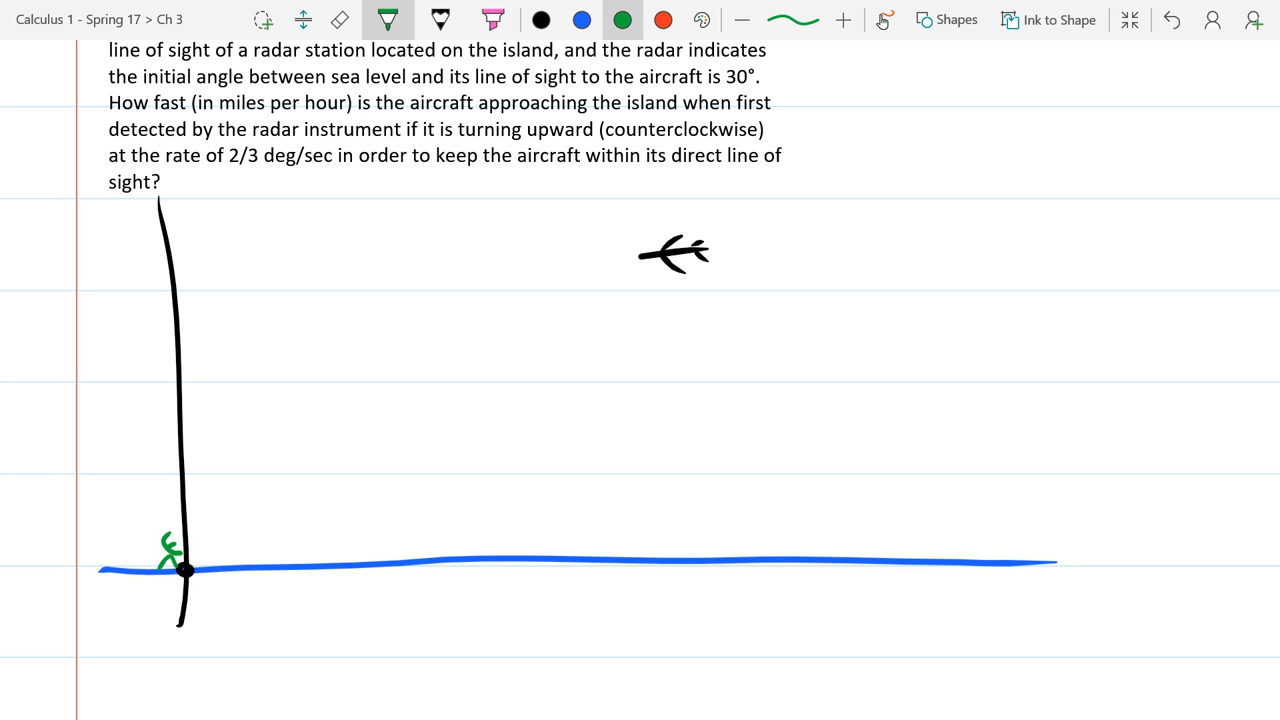 Calculus 1 - Spring 17 > Ch 3
Shapes
Ink to Shape
line of sight of a radar station located on the island, and the radar indicates
the initial angle between sea level and its line of sight to the aircraft is 30°.
How fast (in miles per hour) is the aircraft approaching the island when first
detected by the radar instrument if it is turning upward (counterclockwise)
at the rate of 2/3 deg/sec in order to keep the aircraft within its direct line of
sight?